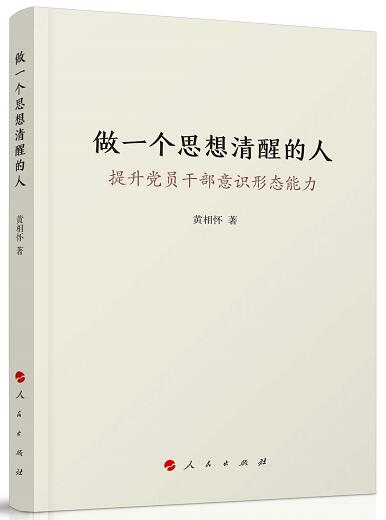 做一个思想清醒的人
提升党员干部意识形态能力
黄相怀 著
人民出版社
做一个思想清醒的人
黄相怀 著
人民出版社